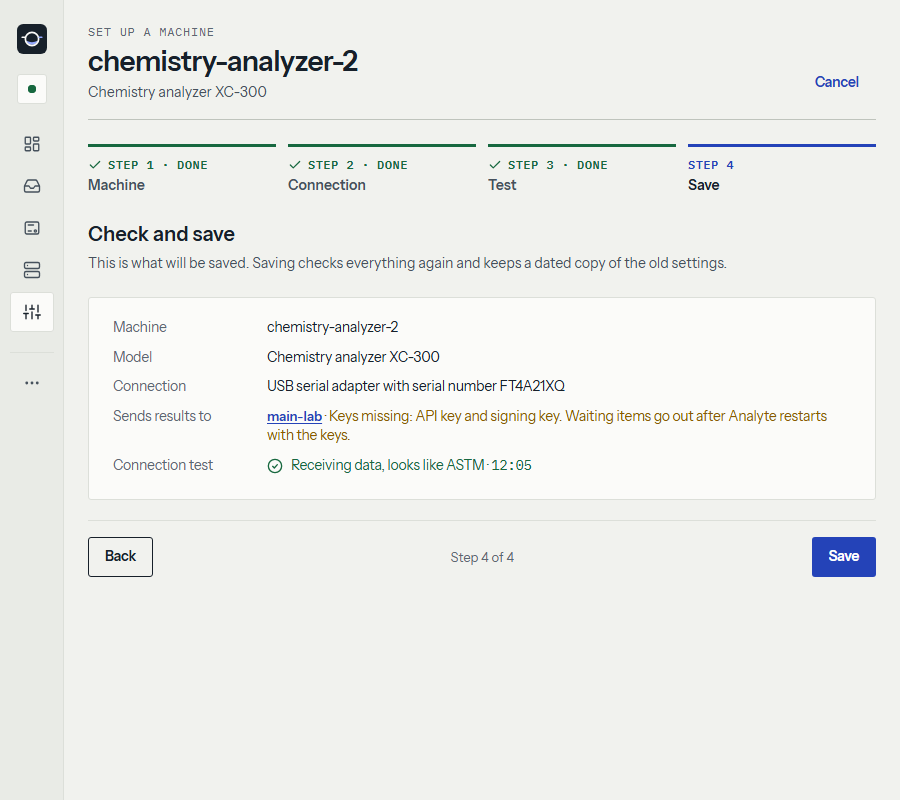 SET UP A MACHINE
chemistry-analyzer-2
Chemistry analyzer XC-300
Cancel
STEP 1 · DONE
Machine
STEP 2 · DONE
Connection
STEP 3 · DONE
Test
STEP 4
Save
Check and save
This is what will be saved. Saving checks everything again and keeps a dated copy of the old settings.
Machine chemistry-analyzer-2
Model Chemistry analyzer XC-300
Connection USB serial adapter with serial number FT4A21XQ
Sends results to main-lab · Keys missing: API key and signing key. Waiting items go out after Analyte restarts
with the keys.
Connection test Receiving data, looks like ASTM · 12:05
Back Step 4 of 4 Save